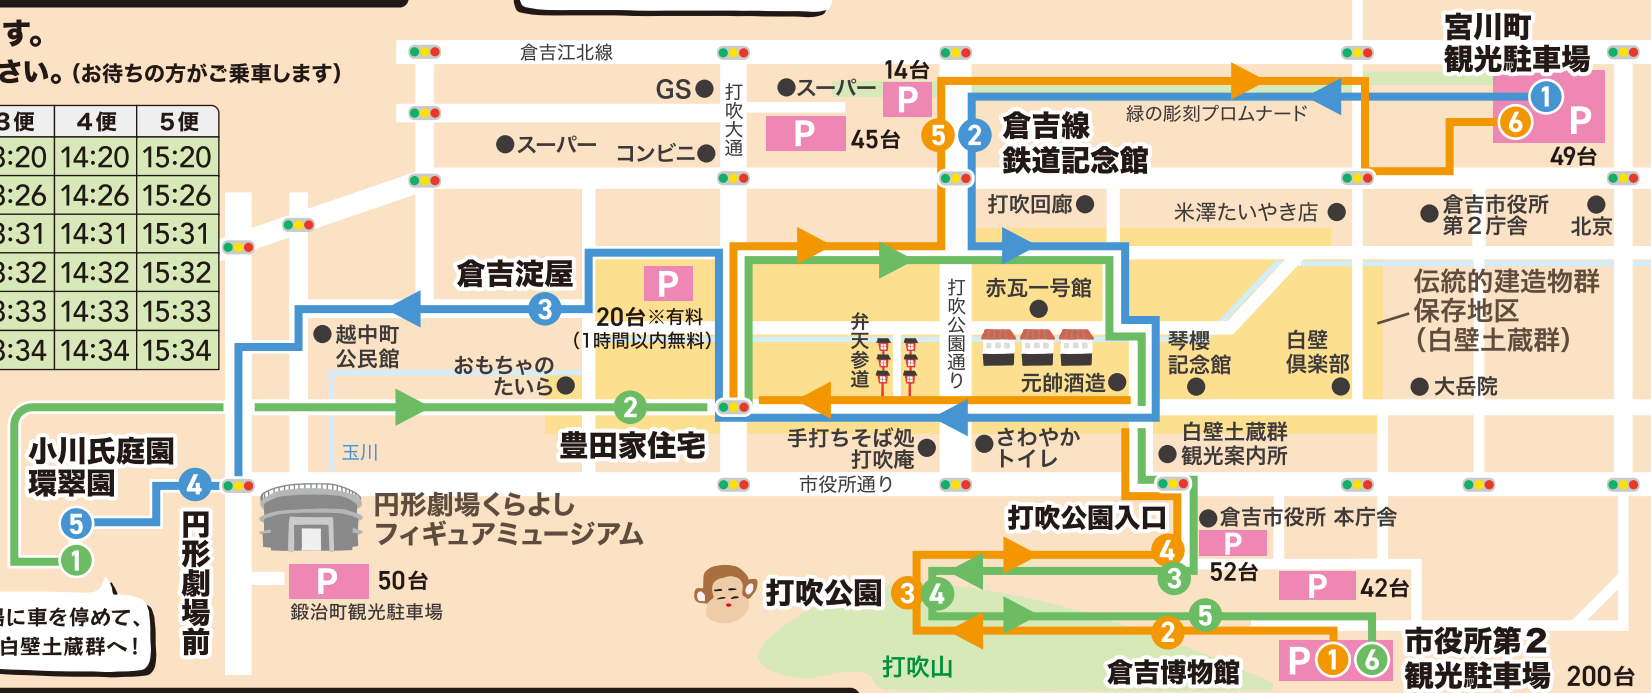 す。
さい。（お待ちの方がご乗車します）
3便 4便 5便
:20 14:20 15:20
:26 14:26 15:26
:31 14:31 15:31
:32 14:32 15:32
:33 14:33 15:33
:34 14:34 15:34
倉吉江北線
GS
打吹大通
スーパー
14台
P
P
45台
スーパー
コンビニ
5
2
倉吉線
鉄道記念館
緑の彫刻プロムナード
宮川町
観光駐車場
1
6
P
49台
打吹回廊
米澤たいやき店
倉吉市役所
第2庁舎
北京
倉吉淀屋
3
P
20台※有料
（1時間以内無料）
越中町
公民館
おもちゃの
たいら
2
豊田家住宅
弁天参道
打吹公園通り
赤瓦一号館
元帥酒造
琴櫻
記念館
白壁
倶楽部
伝統的建造物群
保存地区
（白壁土蔵群）
大岳院
手打ちそば処
打吹庵
さわやか
トイレ
白壁土蔵群
観光案内所
市役所通り
玉川
小川氏庭園
環翠園
4
5
1
円形劇場前
円形劇場くらよし
フィギュアミュージアム
P
50台
鍛冶町観光駐車場
場に車を停めて、
白壁土蔵群へ！
打吹公園入口
4
3
倉吉市役所 本庁舎
P
52台
P
42台
打吹公園
3
4
5
2
倉吉博物館
打吹山
P
1
6
市役所第2
観光駐車場 200台